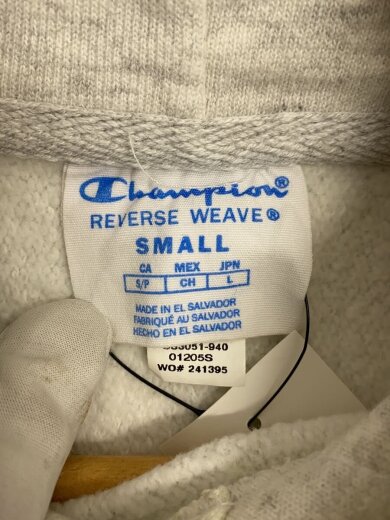 Champion®
REVERSE WEAVE®
SMALL
CA MEX JPN
S/P CH L
MADE IN EL SALVADOR
FABRIQUÉ AU SALVADOR
HECHO EN EL SALVADOR
01205S
WO# 241395